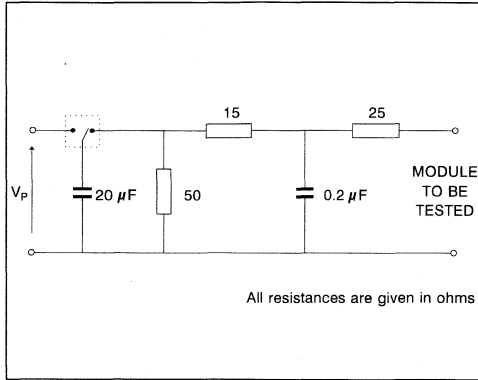 15
25
V_P
20 μF
50
0.2 μF
MODULE
TO BE
TESTED
All resistances are given in ohms